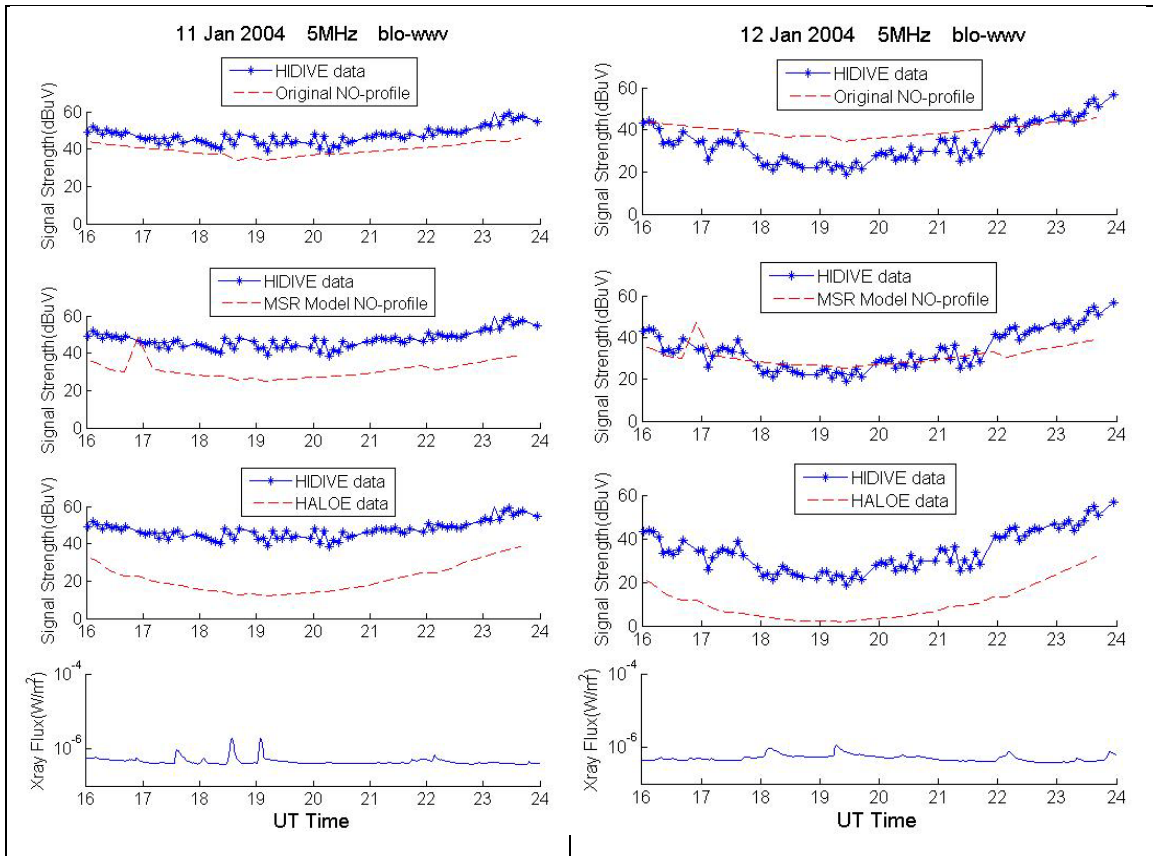 11 Jan 2004 5MHz blo-wwv
HIDIVE data
Original NO-profile
Signal Strength(dBuV)
60
40
20
0
16 17 18 19 20 21 22 23 24
HIDIVE data
MSR Model NO-profile
Signal Strength(dBuV)
60
40
20
0
16 17 18 19 20 21 22 23 24
HIDIVE data
HALOE data
Signal Strength(dBuV)
60
40
20
0
16 17 18 19 20 21 22 23 24
Xray Flux(W/m²)
10⁻⁴
10⁻⁶
16 17 18 19 20 21 22 23 24
UT Time
12 Jan 2004 5MHz blo-wwv
HIDIVE data
Original NO-profile
Signal Strength(dBuV)
60
40
20
0
16 17 18 19 20 21 22 23 24
HIDIVE data
MSR Model NO-profile
Signal Strength(dBuV)
60
40
20
0
16 17 18 19 20 21 22 23 24
HIDIVE data
HALOE data
Signal Strength(dBuV)
60
40
20
0
16 17 18 19 20 21 22 23 24
Xray Flux(W/m²)
10⁻⁴
10⁻⁶
16 17 18 19 20 21 22 23 24
UT Time